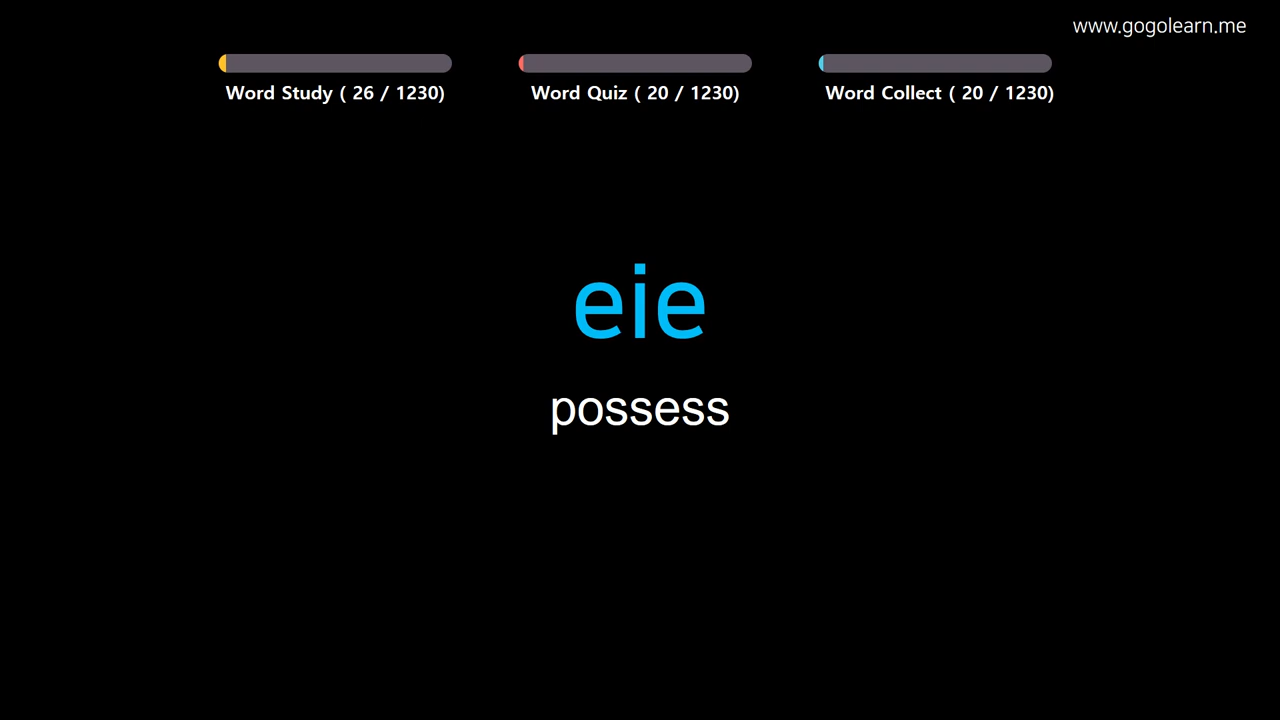 www.gogolearn.me
Word Study ( 26 / 1230)
Word Quiz ( 20 / 1230)
Word Collect ( 20 / 1230)
eie
possess